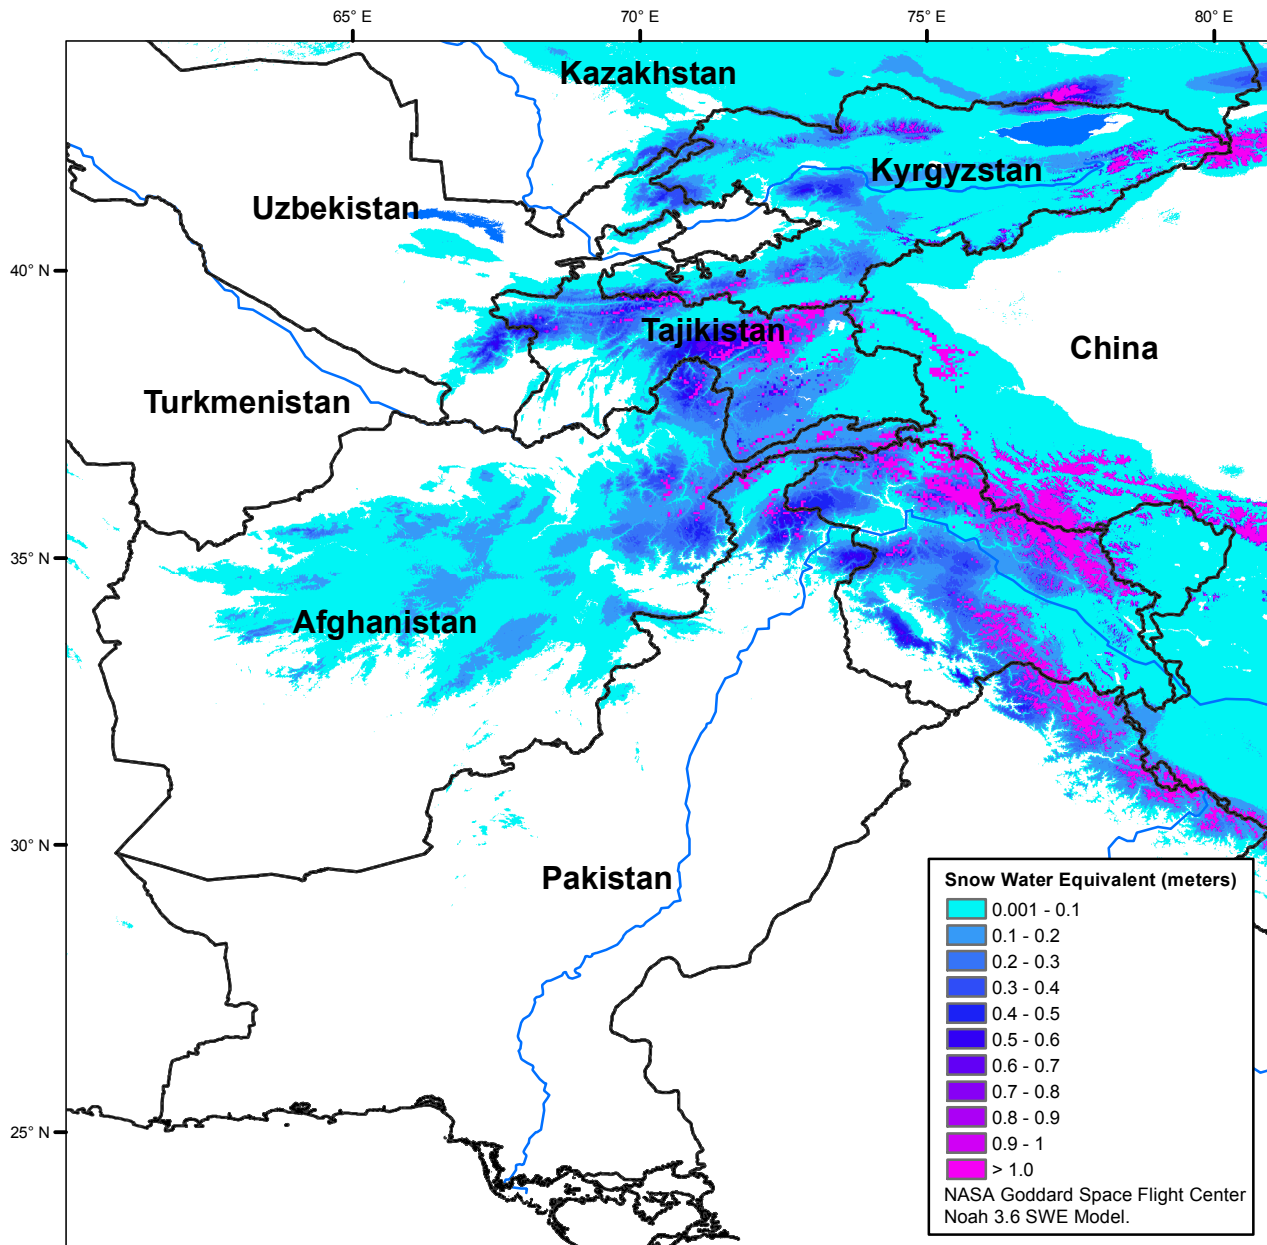 65° E
70° E
75° E
80° E
Kazakhstan
Kyrgyzstan
Uzbekistan
40° N
Tajikistan
China
Turkmenistan
35° N
Afghanistan
30° N
Pakistan
25° N
Snow Water Equivalent (meters)
0.001 - 0.1
0.1 - 0.2
0.2 - 0.3
0.3 - 0.4
0.4 - 0.5
0.5 - 0.6
0.6 - 0.7
0.7 - 0.8
0.8 - 0.9
0.9 - 1
> 1.0
NASA Goddard Space Flight Center
Noah 3.6 SWE Model.